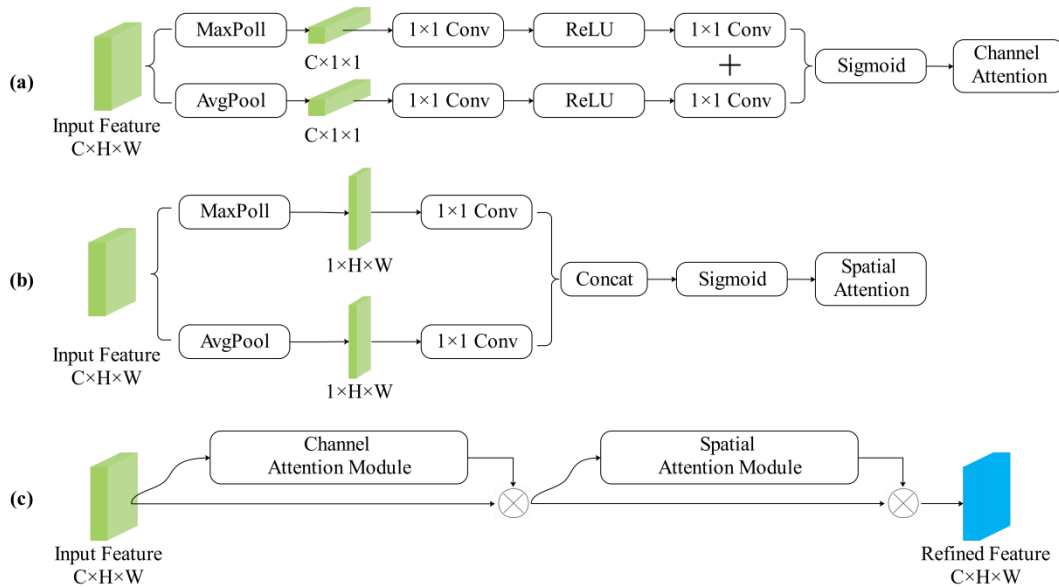 (a)
Input Feature
C×H×W
MaxPoll
C×1×1
1×1 Conv
ReLU
1×1 Conv
+
AvgPool
C×1×1
1×1 Conv
ReLU
1×1 Conv
Sigmoid
Channel
Attention
(b)
Input Feature
C×H×W
MaxPoll
1×H×W
1×1 Conv
AvgPool
1×H×W
1×1 Conv
Concat
Sigmoid
Spatial
Attention
(c)
Input Feature
C×H×W
Channel
Attention Module
Spatial
Attention Module
Refined Feature
C×H×W